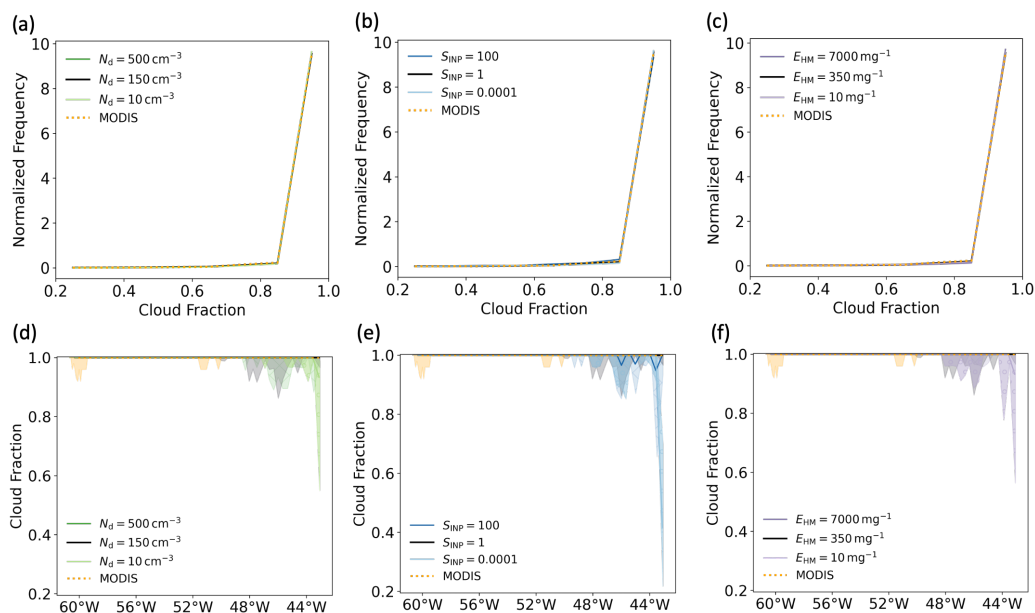 (a)
Normalized Frequency
10
8
6
4
2
0
N_d = 500 cm⁻³
N_d = 150 cm⁻³
N_d = 10 cm⁻³
MODIS
0.2 0.4 0.6 0.8 1.0
Cloud Fraction
(b)
Normalized Frequency
10
8
6
4
2
0
S_INP = 100
S_INP = 1
S_INP = 0.0001
MODIS
0.2 0.4 0.6 0.8 1.0
Cloud Fraction
(c)
Normalized Frequency
10
8
6
4
2
0
E_HM = 7000 mg⁻¹
E_HM = 350 mg⁻¹
E_HM = 10 mg⁻¹
MODIS
0.2 0.4 0.6 0.8 1.0
Cloud Fraction
(d)
Cloud Fraction
1.0
0.8
0.6
0.4
0.2
N_d = 500 cm⁻³
N_d = 150 cm⁻³
N_d = 10 cm⁻³
MODIS
60°W 56°W 52°W 48°W 44°W
(e)
Cloud Fraction
1.0
0.8
0.6
0.4
0.2
S_INP = 100
S_INP = 1
S_INP = 0.0001
MODIS
60°W 56°W 52°W 48°W 44°W
(f)
Cloud Fraction
1.0
0.8
0.6
0.4
0.2
E_HM = 7000 mg⁻¹
E_HM = 350 mg⁻¹
E_HM = 10 mg⁻¹
MODIS
60°W 56°W 52°W 48°W 44°W